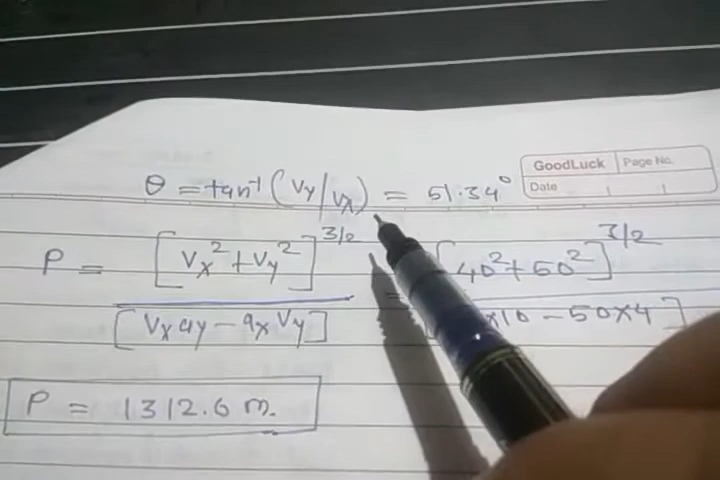 GoodLuck Page No.
Date
θ = tan⁻¹ (Vy/Vx) = 51.34°
ρ = [Vx² + Vy²]^3/2 = [40² + 50²]^3/2
[Vx ay - ax Vy] x10 - 50x4]
ρ = 1312.6 m.